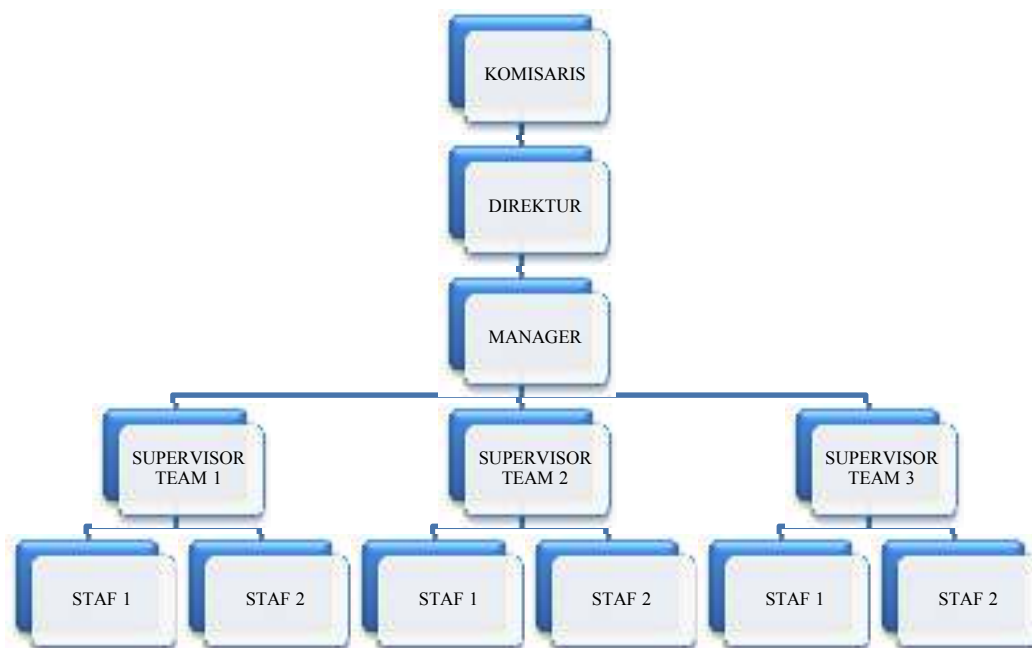 KOMISARIS
DIREKTUR
MANAGER
SUPERVISOR
TEAM 1
SUPERVISOR
TEAM 2
SUPERVISOR
TEAM 3
STAF 1
STAF 2
STAF 1
STAF 2
STAF 1
STAF 2